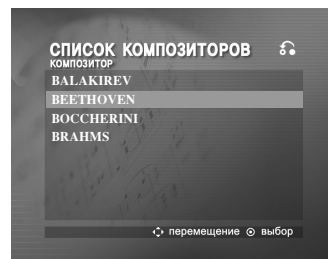 СПИСОК КОМПОЗИТОРОВ
КОМПОЗИТОР
BALAKIREV
BEETHOVEN
BOCCHERINI
BRAHMS
перемещение выбор